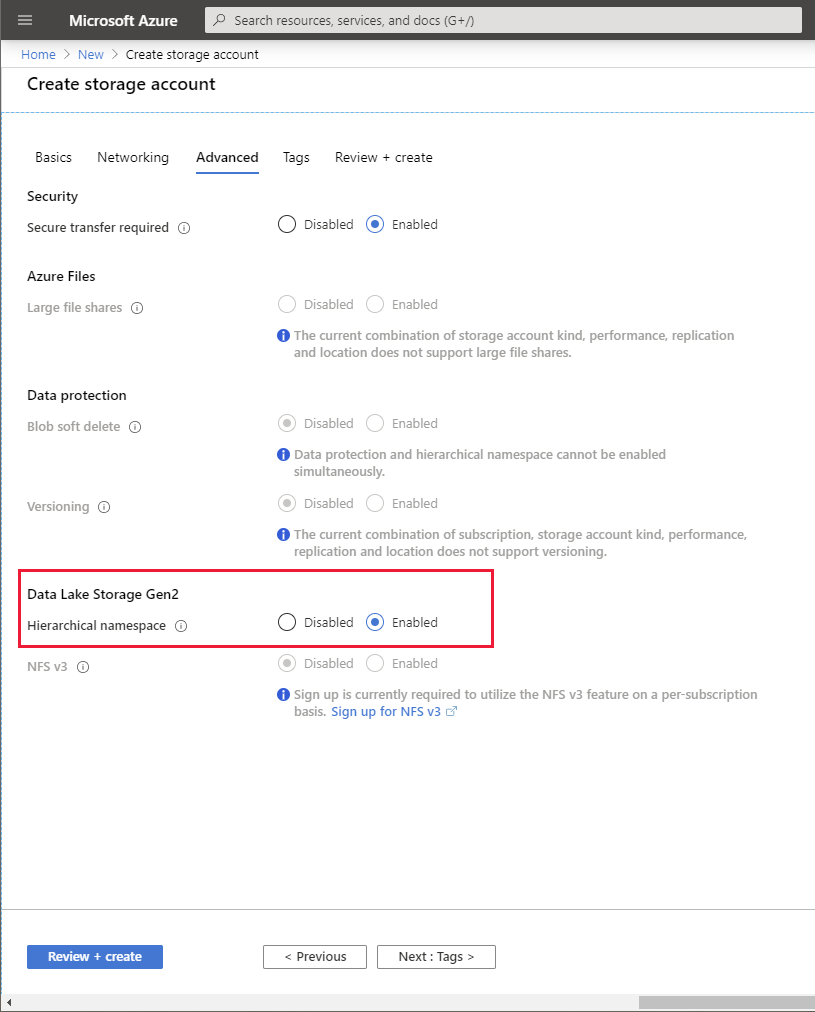 Microsoft Azure
Search resources, services, and docs (G+/)
Home > New > Create storage account
Create storage account
Basics Networking Advanced Tags Review + create
Security
Secure transfer required Disabled Enabled
Azure Files
Large file shares Disabled Enabled
The current combination of storage account kind, performance, replication
and location does not support large file shares.
Data protection
Blob soft delete Disabled Enabled
Data protection and hierarchical namespace cannot be enabled
simultaneously.
Versioning Disabled Enabled
The current combination of subscription, storage account kind, performance,
replication and location does not support versioning.
Data Lake Storage Gen2
Hierarchical namespace Disabled Enabled
NFS v3 Disabled Enabled
Sign up is currently required to utilize the NFS v3 feature on a per-subscription
basis. Sign up for NFS v3
Review + create < Previous Next : Tags >